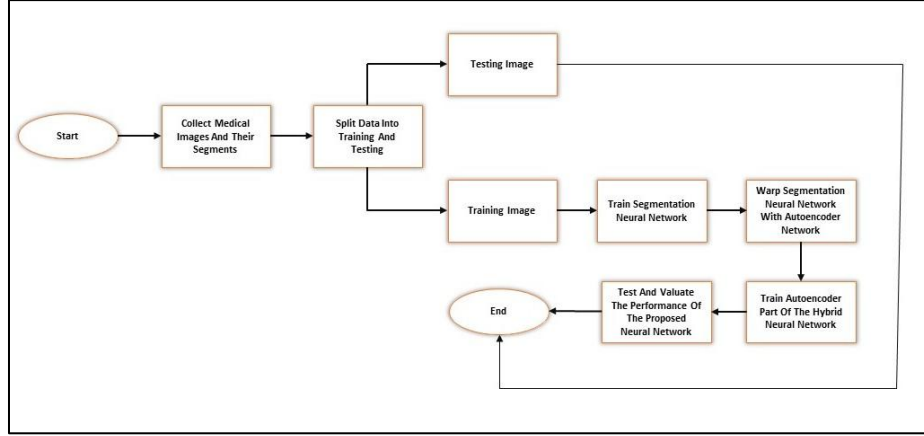 Start
Collect Medical
Images And Their
Segments
Split Data Into
Training And
Testing
Testing Image
Training Image
Train Segmentation
Neural Network
Warp Segmentation
Neural Network
With Autoencoder
Network
Train Autoencoder
Part Of The Hybrid
Neural Network
Test And Valuate
The Performance Of
The Proposed
Neural Network
End